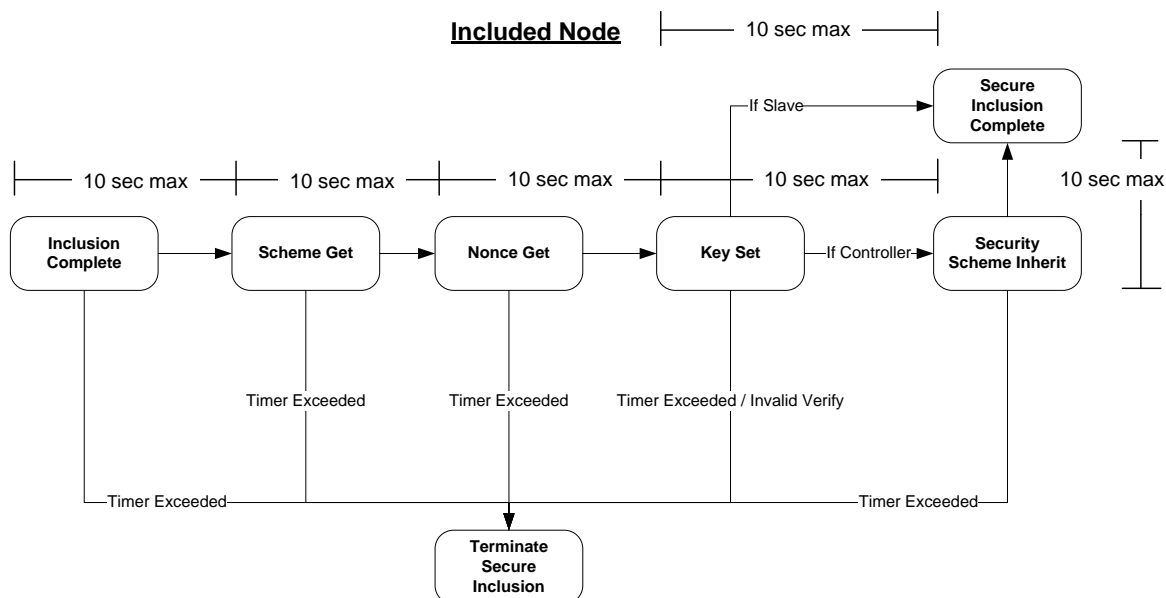 Included Node
10 sec max
Secure
Inclusion
Complete
If Slave
10 sec max
10 sec max
10 sec max
10 sec max
10 sec max
Inclusion
Complete
Scheme Get
Nonce Get
Key Set
If Controller
Security
Scheme Inherit
Timer Exceeded
Timer Exceeded
Timer Exceeded / Invalid Verify
Timer Exceeded
Timer Exceeded
Terminate
Secure
Inclusion